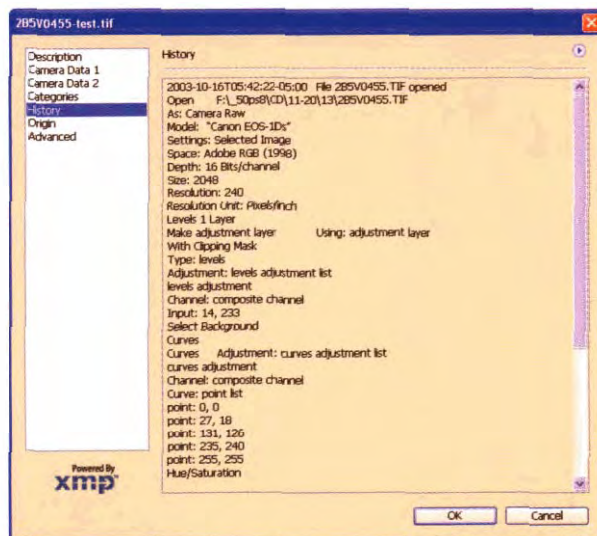 2B5V0455-test.tif
Description
Camera Data 1
Camera Data 2
Categories
History
Origin
Advanced
Powered By
xmp
History
2003-10-16T05:42:22-05:00 File 2B5V0455.TIF opened
Open F:\_50ps8\CD\11-20\13\2B5V0455.TIF
As: Camera Raw
Model: "Canon EOS-1Ds"
Settings: Selected Image
Space: Adobe RGB (1998)
Depth: 16 Bits/channel
Size: 2048
Resolution: 240
Resolution Unit: Pixels/inch
Levels 1 Layer
Make adjustment layer Using: adjustment layer
With Clipping Mask
Type: levels
Adjustment: levels adjustment list
levels adjustment
Channel: composite channel
Input: 14, 233
Select Background
Curves
Curves Adjustment: curves adjustment list
curves adjustment
Channel: composite channel
Curve: point list
point: 0, 0
point: 27, 18
point: 131, 126
point: 235, 240
point: 255, 255
Hue/Saturation
OK Cancel